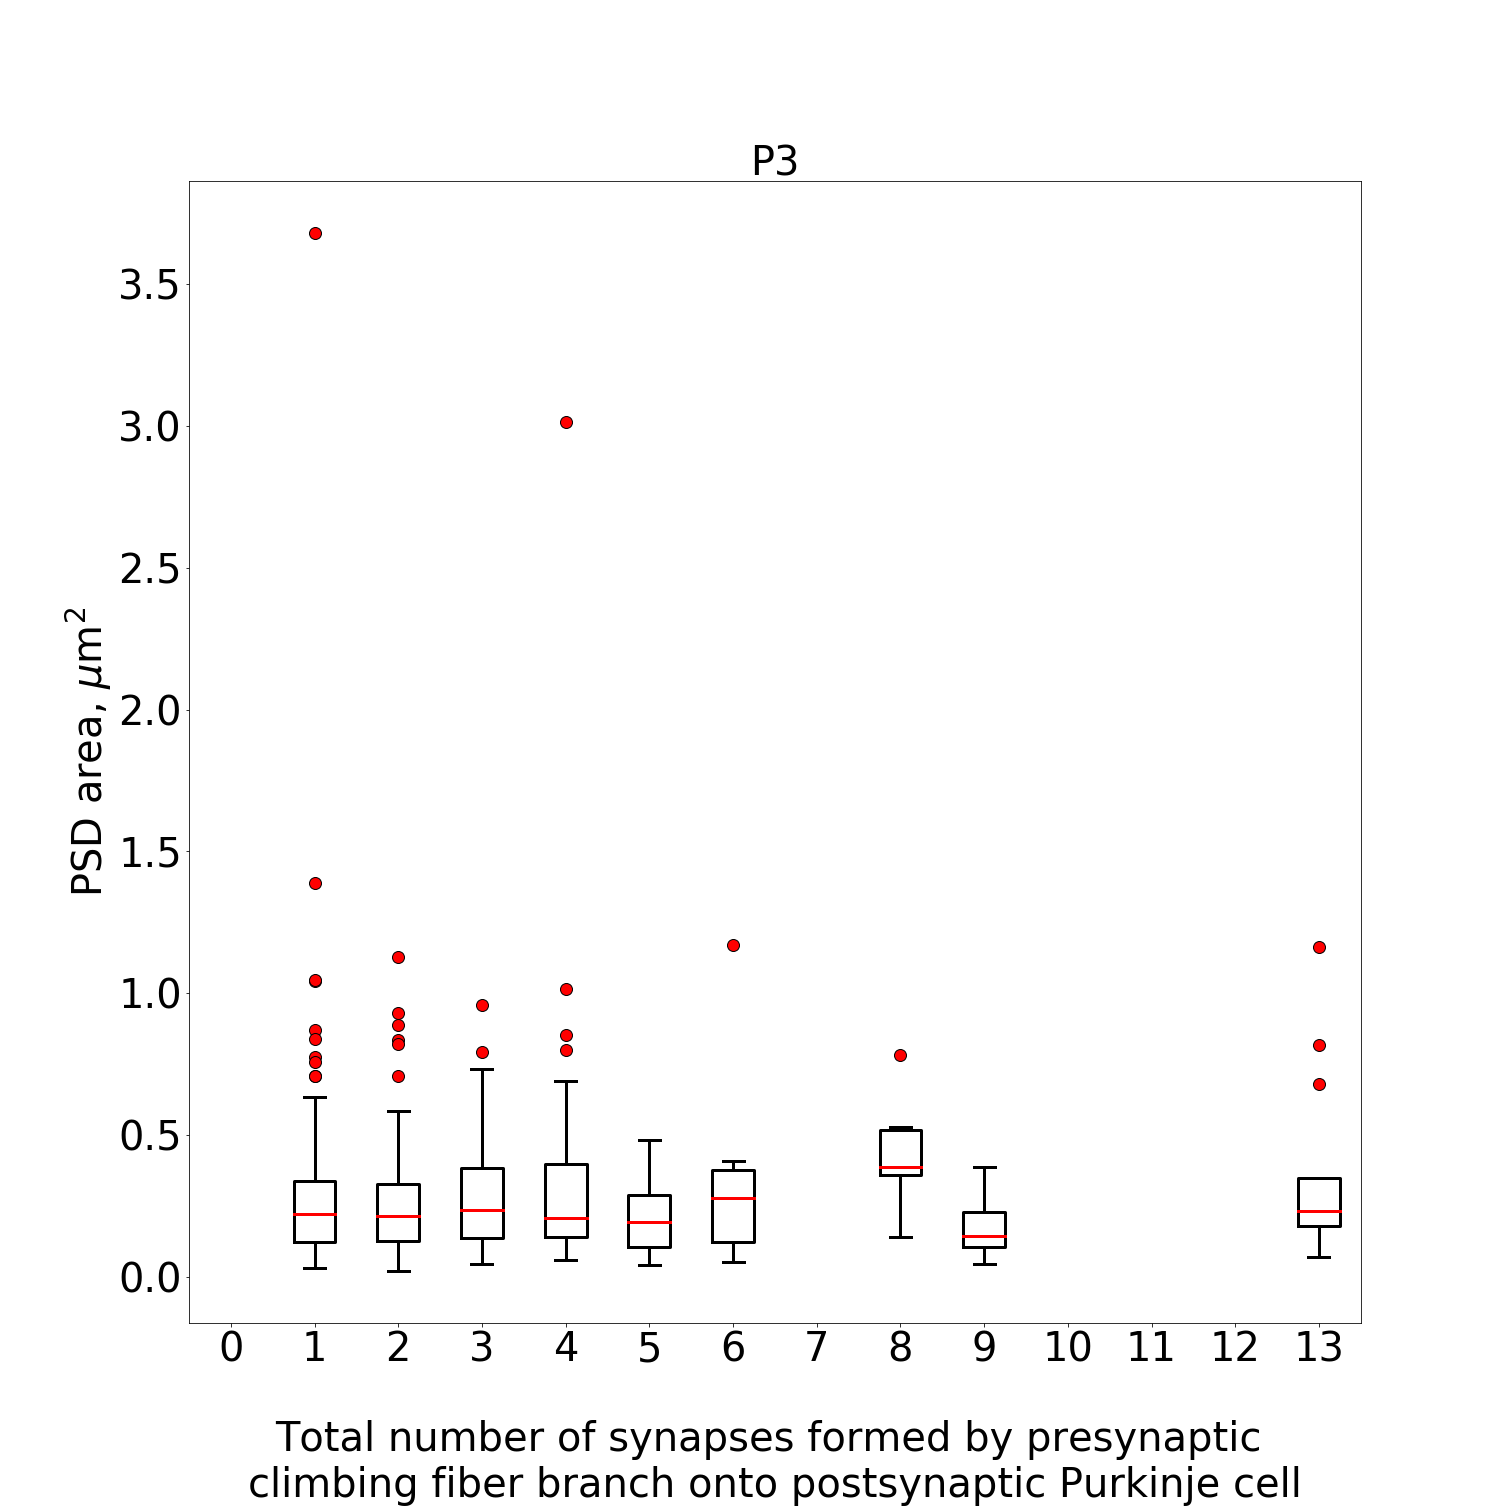 P3
3.5
3.0
2.5
2.0
1.5
1.0
0.5
0.0
PSD area, μm²
0 1 2 3 4 5 6 7 8 9 10 11 12 13
Total number of synapses formed by presynaptic
climbing fiber branch onto postsynaptic Purkinje cell